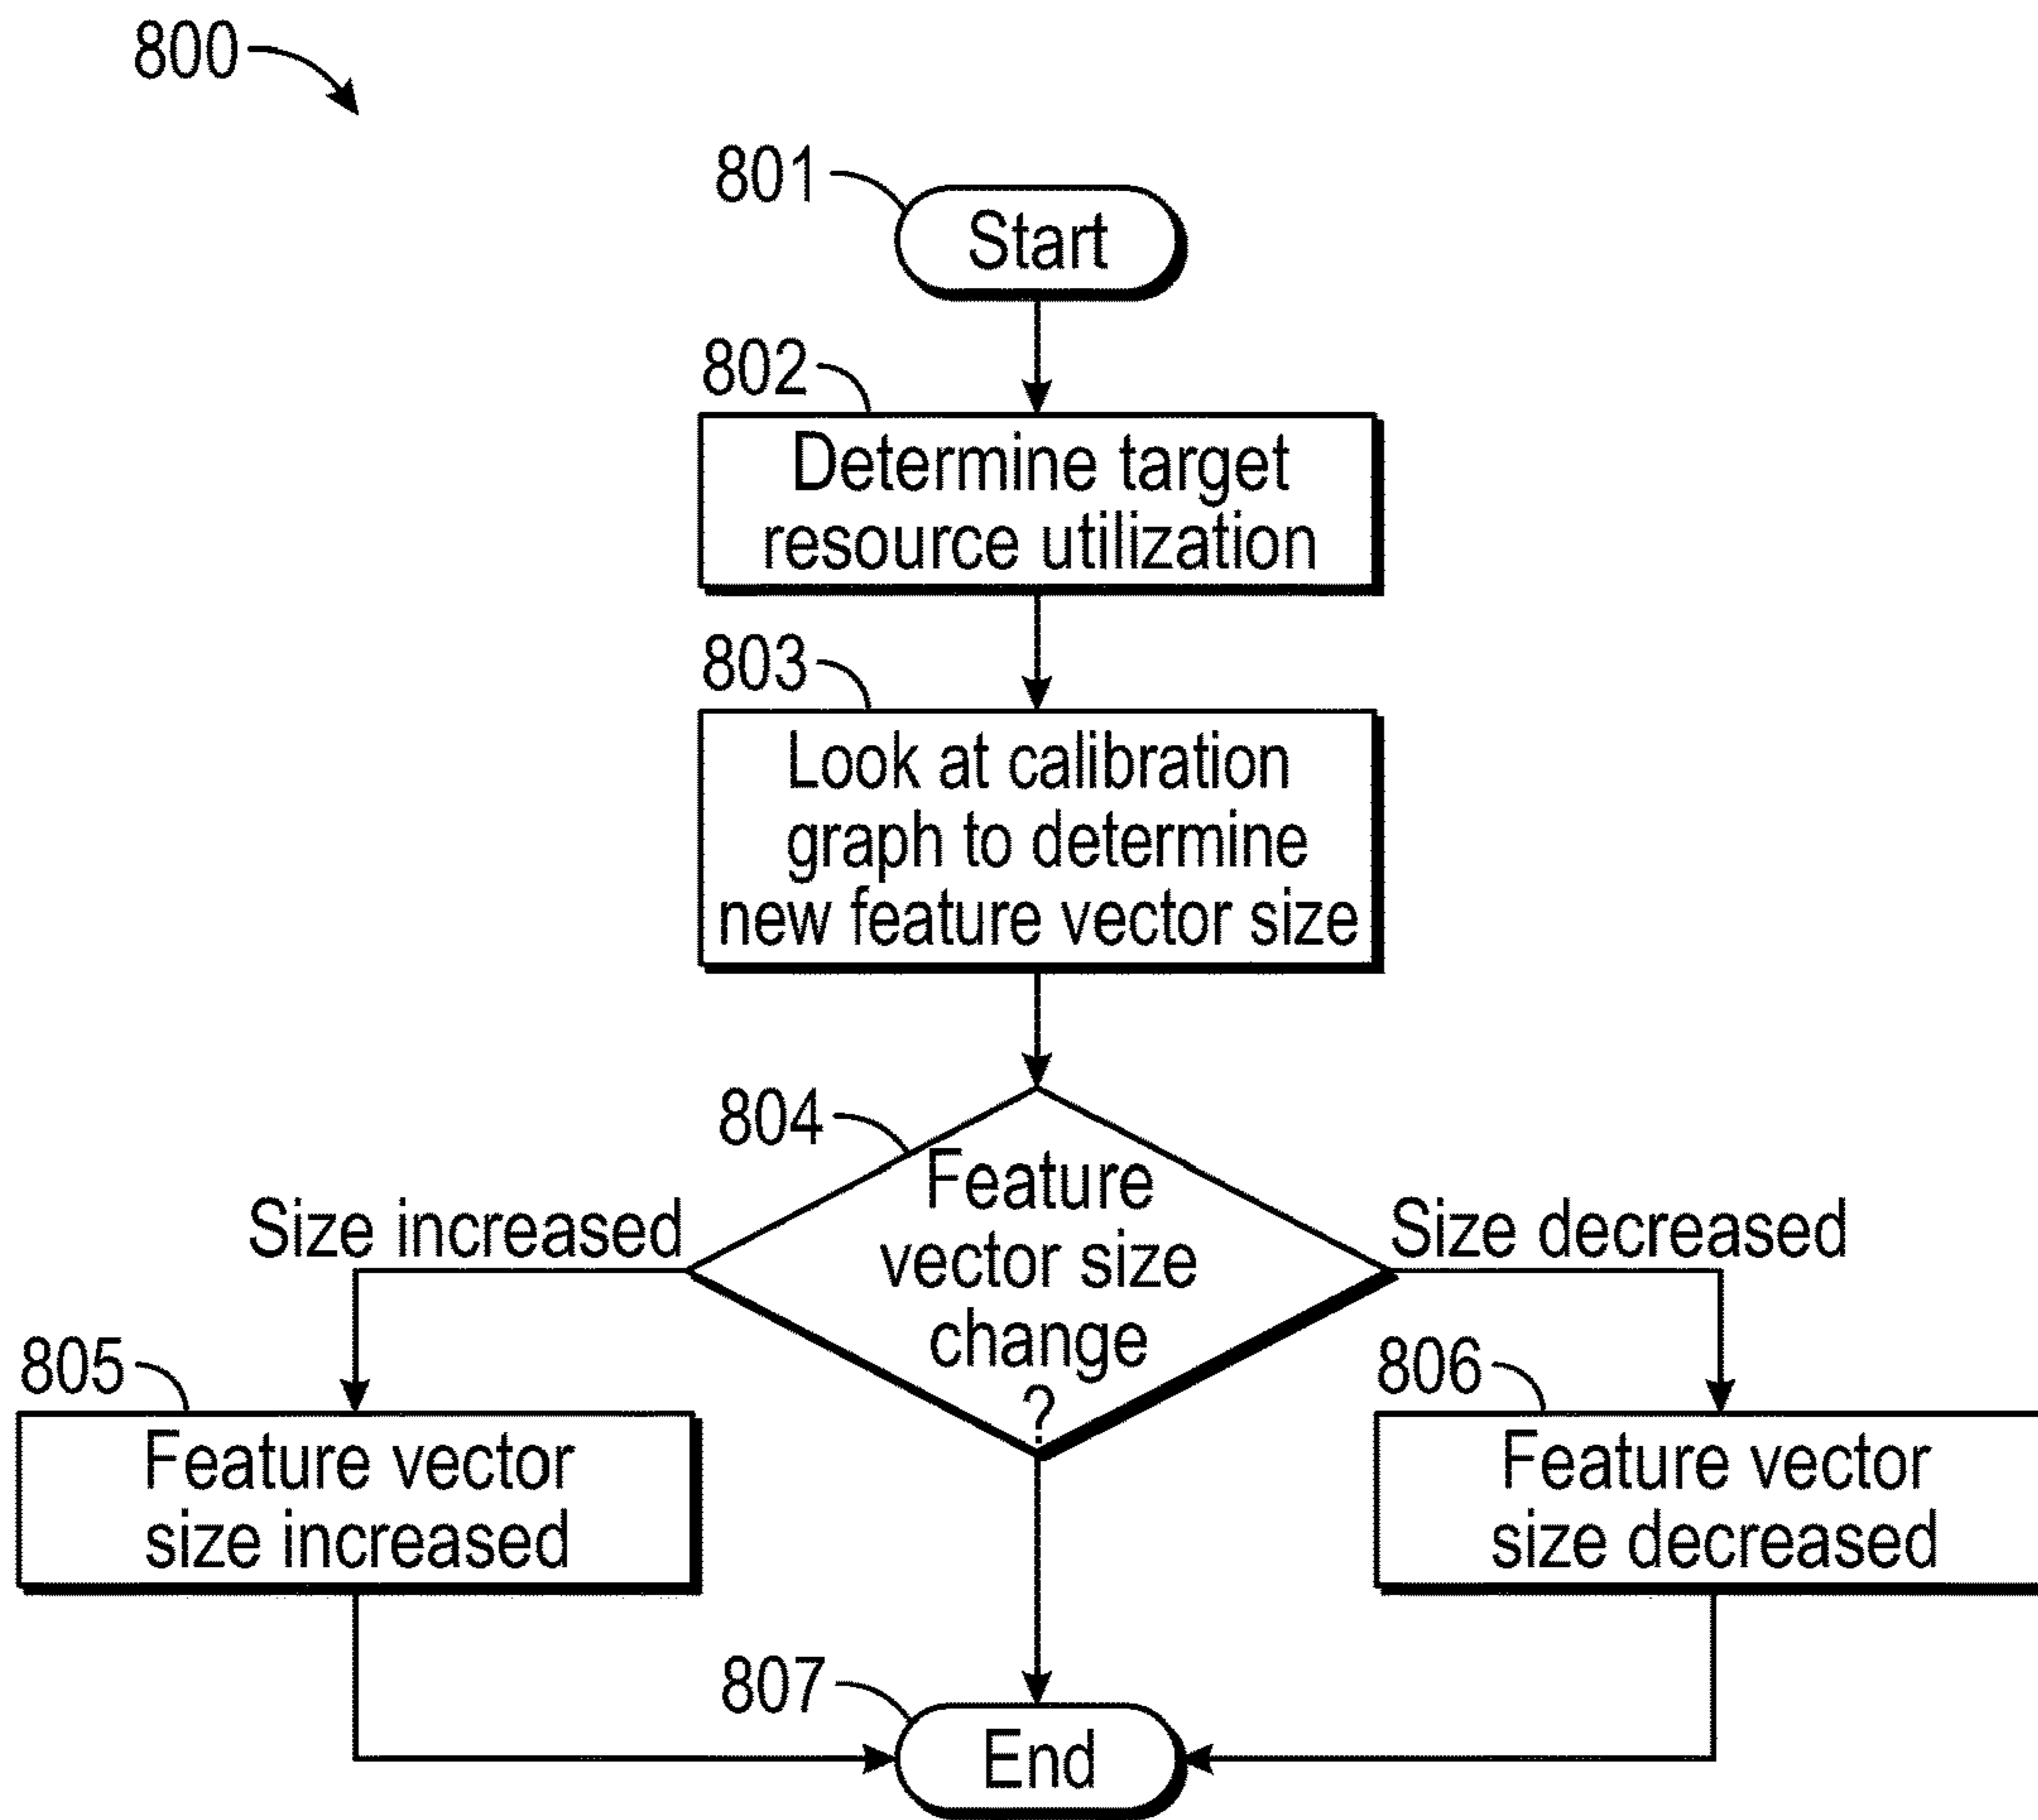 800
801
Start
802
Determine target
resource utilization
803
Look at calibration
graph to determine
new feature vector size
804
Feature
vector size
change
?
Size increased
Size decreased
805
Feature vector
size increased
806
Feature vector
size decreased
807
End